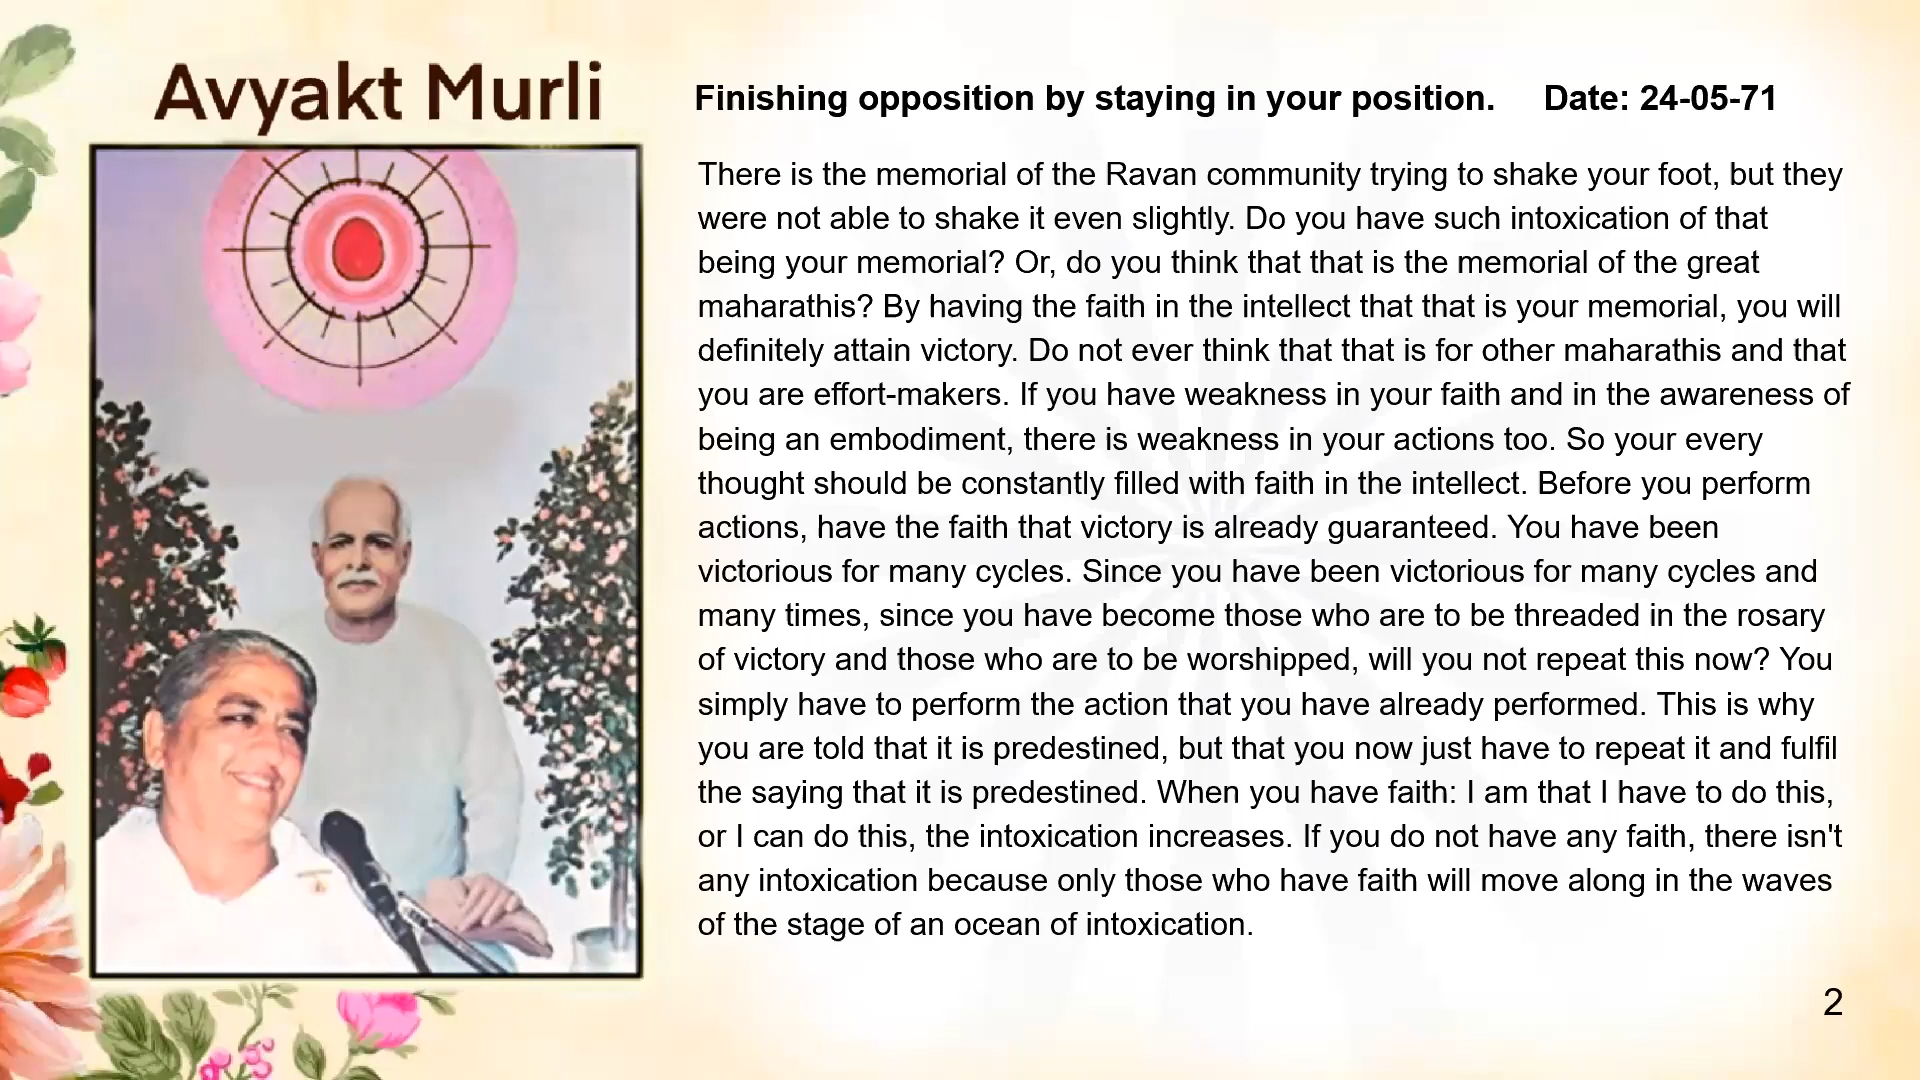 Avyakt Murli
Finishing opposition by staying in your position. Date: 24-05-71
There is the memorial of the Ravan community trying to shake your foot, but they
were not able to shake it even slightly. Do you have such intoxication of that
being your memorial? Or, do you think that that is the memorial of the great
maharathis? By having the faith in the intellect that that is your memorial, you will
definitely attain victory. Do not ever think that that is for other maharathis and that
you are effort-makers. If you have weakness in your faith and in the awareness of
being an embodiment, there is weakness in your actions too. So your every
thought should be constantly filled with faith in the intellect. Before you perform
actions, have the faith that victory is already guaranteed. You have been
victorious for many cycles. Since you have been victorious for many cycles and
many times, since you have become those who are to be threaded in the rosary
of victory and those who are to be worshipped, will you not repeat this now? You
simply have to perform the action that you have already performed. This is why
you are told that it is predestined, but that you now just have to repeat it and fulfil
the saying that it is predestined. When you have faith: I am that I have to do this,
or I can do this, the intoxication increases. If you do not have any faith, there isn't
any intoxication because only those who have faith will move along in the waves
of the stage of an ocean of intoxication.
2